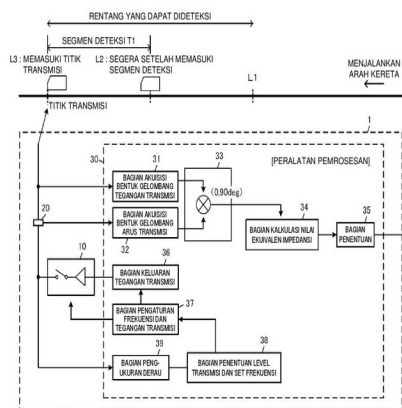 RENTANG YANG DAPAT DIDETEKSI
SEGMEN DETEKSI T1
L3 : MEMASUKI TITIK
TRANSMISI
L2 : SEGERA SETELAH MEMASUKI
SEGMEN DETEKSI
L1
MENJALANKAN
ARAH KERETA
TITIK TRANSMISI
1
30
31
33
[PERALATAN PEMROSESAN]
BAGIAN AKUISISI
BENTUK GELOMBANG
TEGANGAN TRANSMISI
(0,90deg)
20
BAGIAN AKUISISI
BENTUK GELOMBANG
ARUS TRANSMISI
32
34
BAGIAN KALKULASI NILAI
EKUIVALEN IMPEDANSI
35
BAGIAN
PENENTUAN
10
36
BAGIAN KELUARAN
TEGANGAN TRANSMISI
37
BAGIAN PENGATURAN
FREKUENSI DAN
TEGANGAN TRANSMISI
38
39
BAGIAN PENG-
UKURAN DERAU
BAGIAN PENENTUAN LEVEL
TRANSMISI DAN SET FREKUENSI